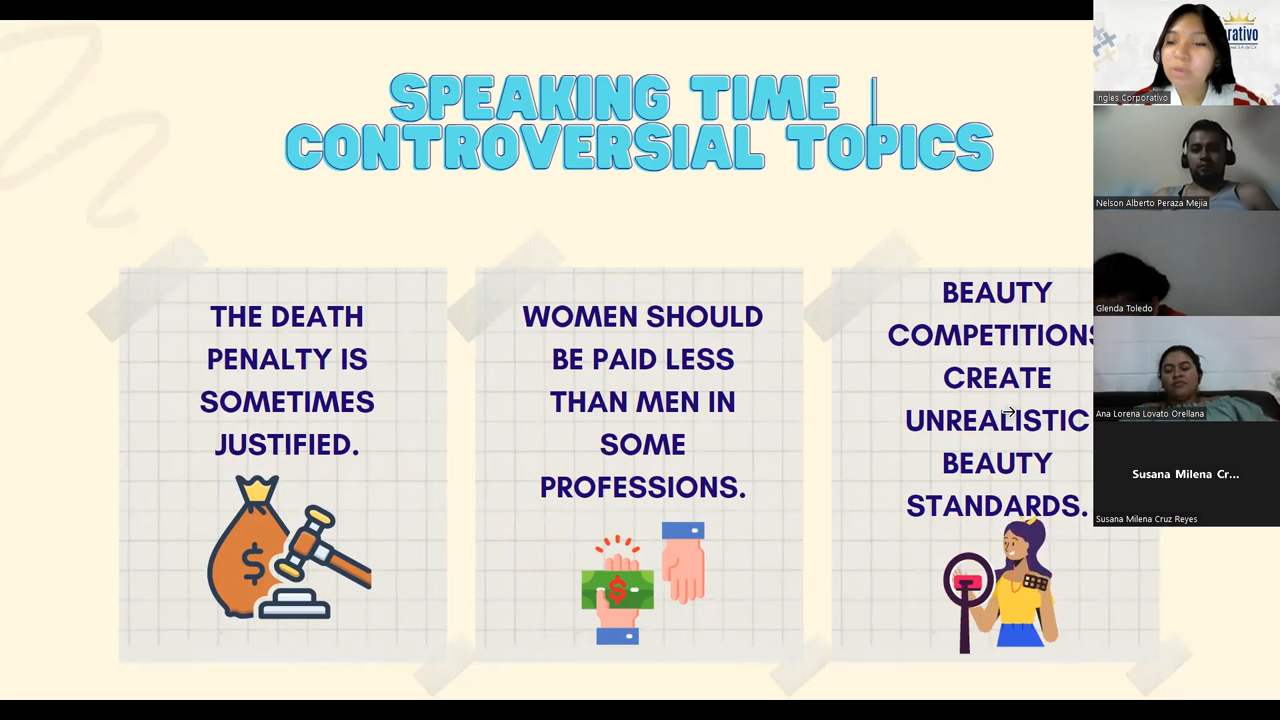 SPEAKING TIME |
CONTROVERSIAL TOPICS
THE DEATH
PENALTY IS
SOMETIMES
JUSTIFIED.
$
WOMEN SHOULD
BE PAID LESS
THAN MEN IN
SOME
PROFESSIONS.
$
BEAUTY
COMPETITIONS
CREATE
UNREALISTIC
BEAUTY
STANDARDS.
rativo
Ingles Corporativo
Nelson Alberto Peraza Mejia
Glenda Toledo
Ana Lorena Lovato Orellana
Susana Milena Cr...
Susana Milena Cruz Reyes